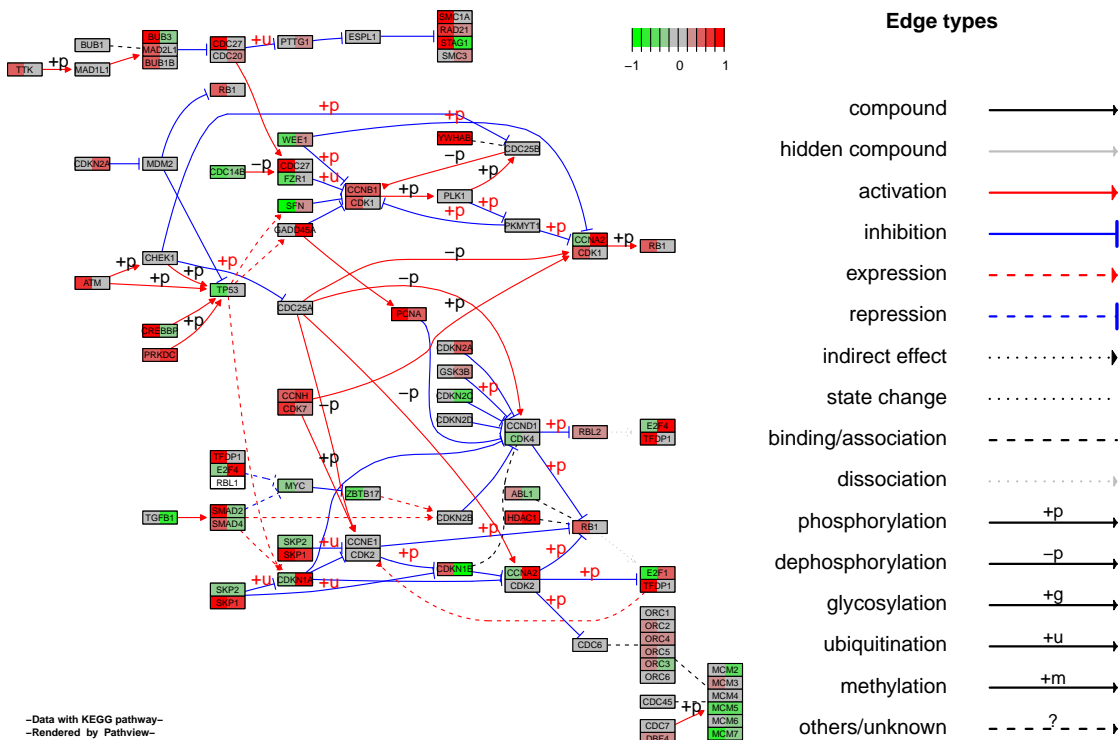 Edge types
−1 0 1
compound
hidden compound
activation
inhibition
expression
repression
indirect effect
state change
binding/association
dissociation
phosphorylation +p
dephosphorylation −p
glycosylation +g
ubiquitination +u
methylation +m
others/unknown ?
BUB1
TTK
+p
MAD1L1
BUB3
MAD2L1
BUB1B
CDC27
CDC20
+u
PTTG1
ESPL1
SMC1A
RAD21
STAG1
SMC3
RB1
CDKN2A
MDM2
CDC14B
−p
WEE1
CDC27
FZR1
SFN
GADD45A
+p
+p
+u
CCNB1
CDK1
+p
PLK1
YWHAB
CDC25B
−p
+p
+p
+p
PKMYT1
+p
CCNA2
CDK1
+p
RB1
CHEK1
ATM
+p
+p
+p
+p
TP53
CREBBP
PRKDC
+p
+p
CDC25A
−p
−p
+p
PCNA
CDKN2A
GSK3B
CDKN2C
CDKN2D
+p
−p
−p
CCNH
CDK7
+p
CCND1
CDK4
+p
RBL2
E2F4
TFDP1
TFDP1
E2F4
RBL1
MYC
ZBTB17
TGFB1
SMAD2
SMAD4
CDKN2B
ABL1
HDAC1
RB1
+p
SKP2
SKP1
+u
CCNE1
CDK2
+p
+p
+p
CDKN1A
+u
+u
CDKN1B
CCNA2
CDK2
+p
+p
E2F1
TFDP1
SKP2
SKP1
CDC6
ORC1
ORC2
ORC4
ORC5
ORC3
ORC6
CDC45
CDC7
DBF4
+p
MCM2
MCM3
MCM4
MCM5
MCM6
MCM7
−Data with KEGG pathway−
−Rendered by Pathview−